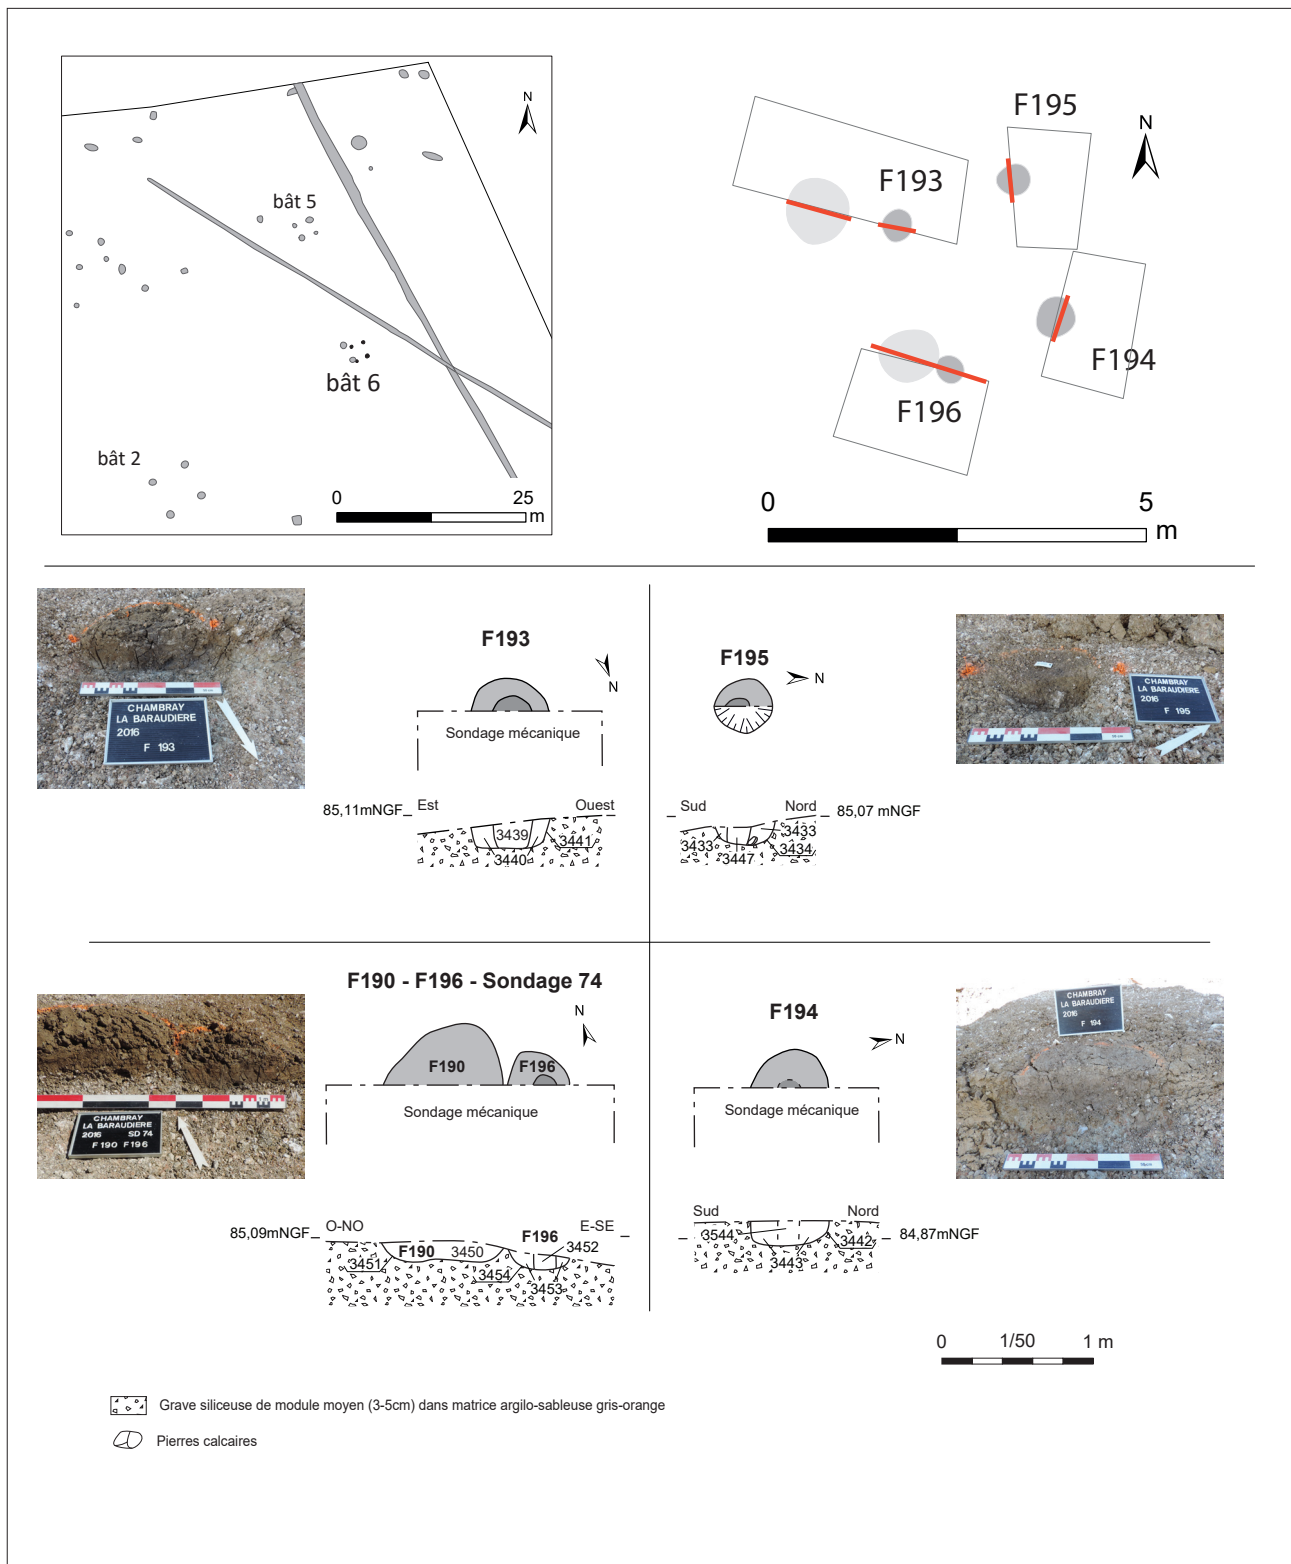 N
bât 5
bât 6
bât 2
0 25
m
F195
N
F193
F194
F196
0 5
m
CHAMBRAY
LA BARAUDIERE
2016
F 193
F193
N
Sondage mécanique
85,11mNGF Est Ouest
3439
3441
3440
F195
N
Sud Nord 85,07 mNGF
3433
3433 3434
3447
CHAMBRAY
LA BARAUDIERE
2016
F 195
F190 - F196 - Sondage 74
N
F190 F196
Sondage mécanique
CHAMBRAY
LA BARAUDIERE
2016 SD 74
F 190 F 196
85,09mNGF O-NO E-SE
F196
F190 3450 3452
3451 3454
3453
F194
N
Sondage mécanique
CHAMBRAY
LA BARAUDIERE
2016
F 194
Sud Nord
3544 3442 84,87mNGF
3443
0 1/50 1 m
Grave siliceuse de module moyen (3-5cm) dans matrice argilo-sableuse gris-orange
Pierres calcaires